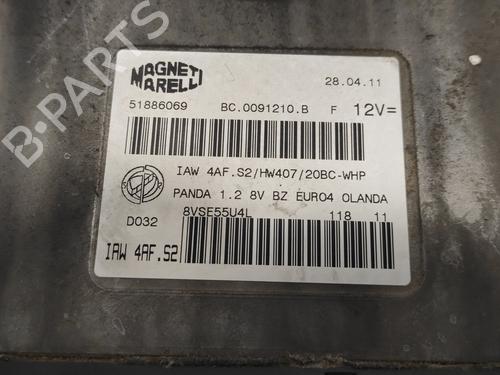 MAGNETI
MARELLI
28.04.11
51886069 BC.0091210.B F 12V=
IAW 4AF.S2/HW407/20BC-WHP
PANDA 1.2 8V BZ EURO4 OLANDA
D032 8VSE55U4L 118 11
IAW 4AF.S2
B-PARTS